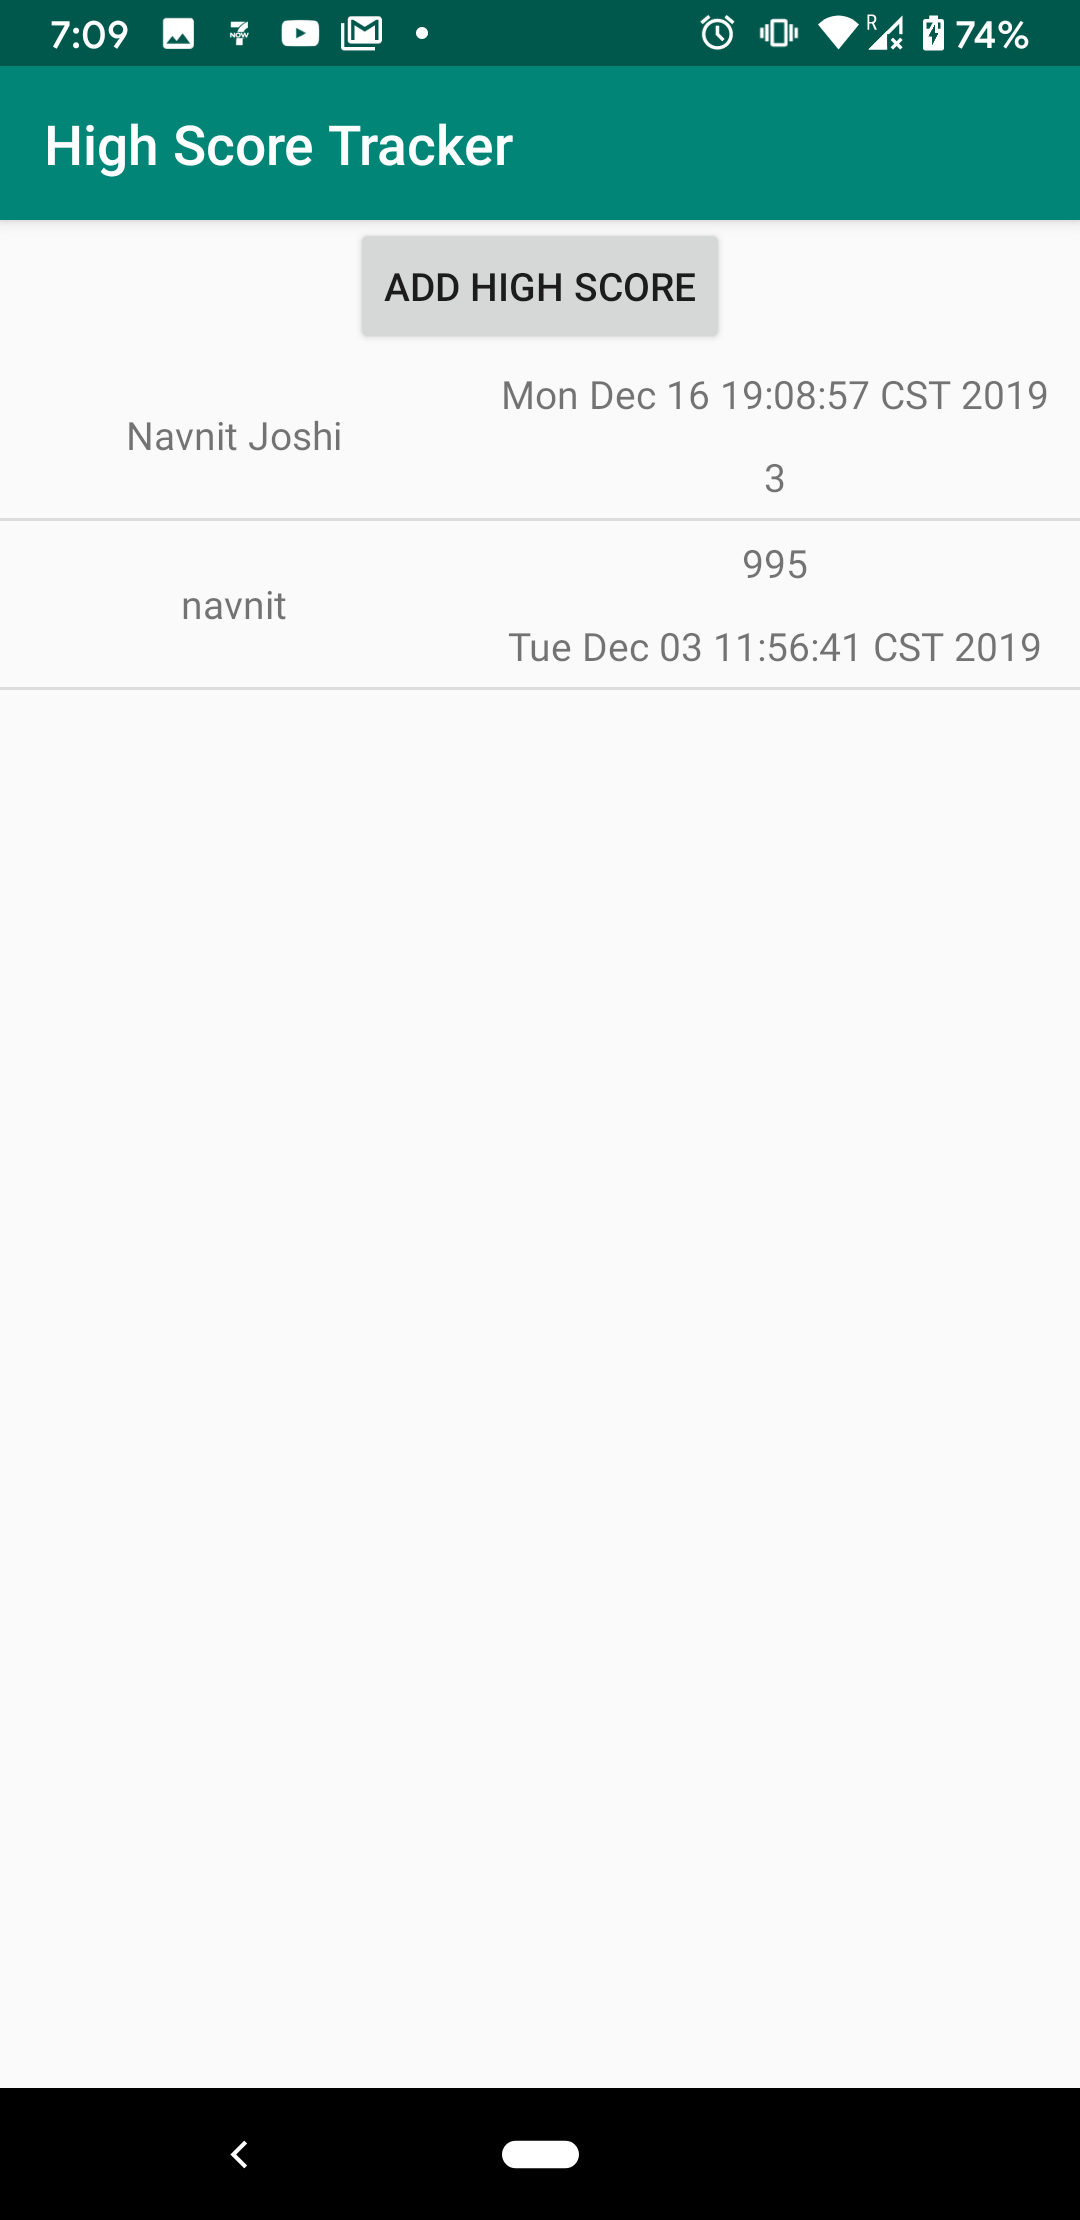 7:09 NOW R 74%
High Score Tracker
ADD HIGH SCORE
Mon Dec 16 19:08:57 CST 2019
Navnit Joshi
3
995
navnit
Tue Dec 03 11:56:41 CST 2019